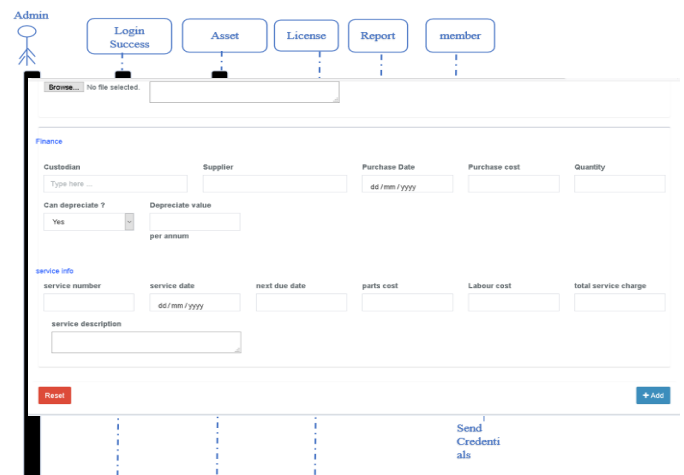 Admin
Login
Success
Asset
License
Report
member
Browse... No file selected.
Finance
Custodian
Supplier
Purchase Date
Purchase cost
Quantity
Type here ...
dd / mm / yyyy
Can depreciate ?
Depreciate value
Yes
per annum
service info
service number
service date
next due date
parts cost
Labour cost
total service charge
dd / mm / yyyy
service description
Reset
+ Add
Send
Credenti
als